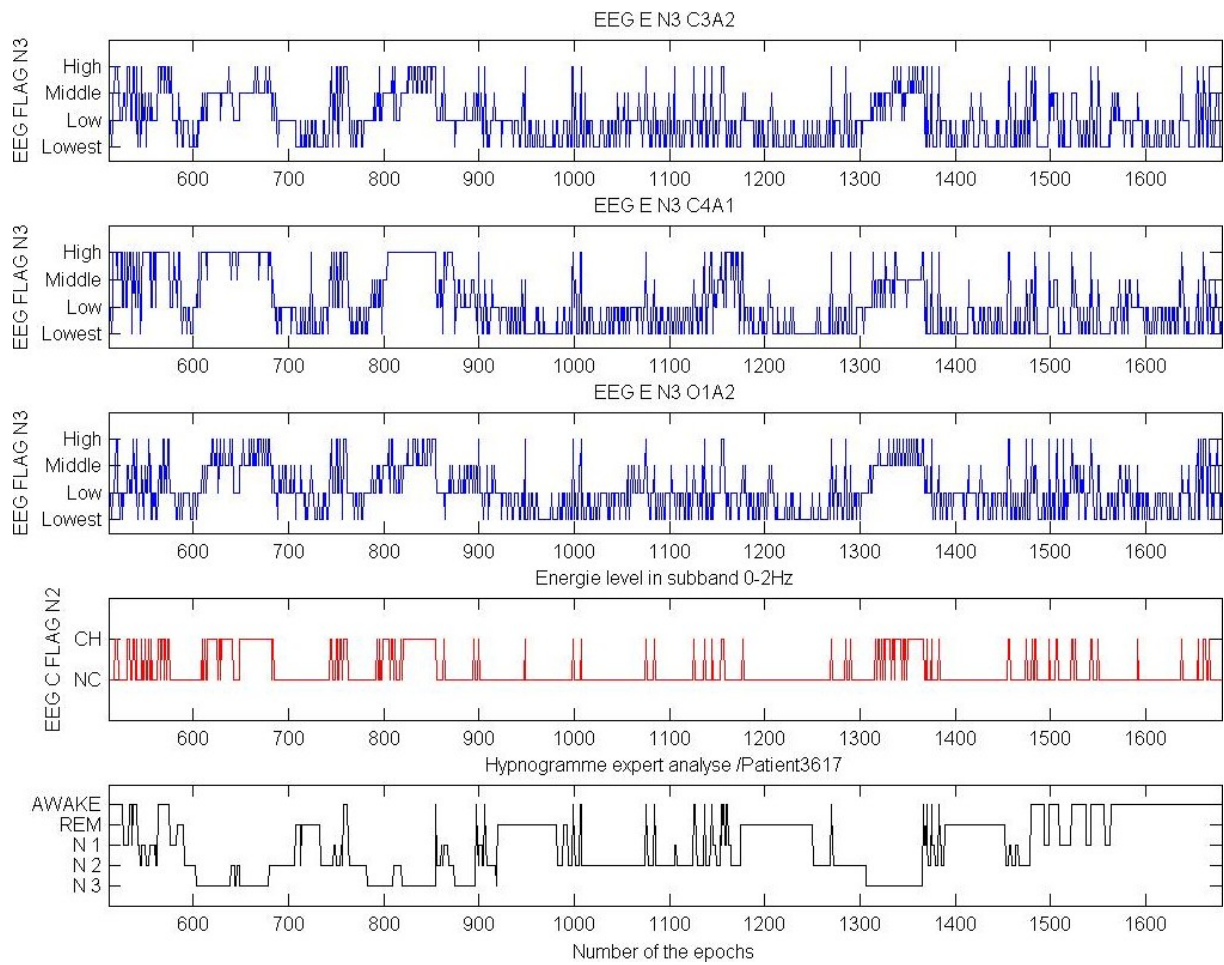 EEG E N3 C3A2
EEG FLAG N3
High
Middle
Low
Lowest
600 700 800 900 1000 1100 1200 1300 1400 1500 1600
EEG E N3 C4A1
EEG FLAG N3
High
Middle
Low
Lowest
600 700 800 900 1000 1100 1200 1300 1400 1500 1600
EEG E N3 O1A2
EEG FLAG N3
High
Middle
Low
Lowest
600 700 800 900 1000 1100 1200 1300 1400 1500 1600
Energie level in subband 0-2Hz
EEG C FLAG N2
CH
NC
600 700 800 900 1000 1100 1200 1300 1400 1500 1600
Hypnogramme expert analyse /Patient3617
AWAKE
REM
N 1
N 2
N 3
600 700 800 900 1000 1100 1200 1300 1400 1500 1600
Number of the epochs